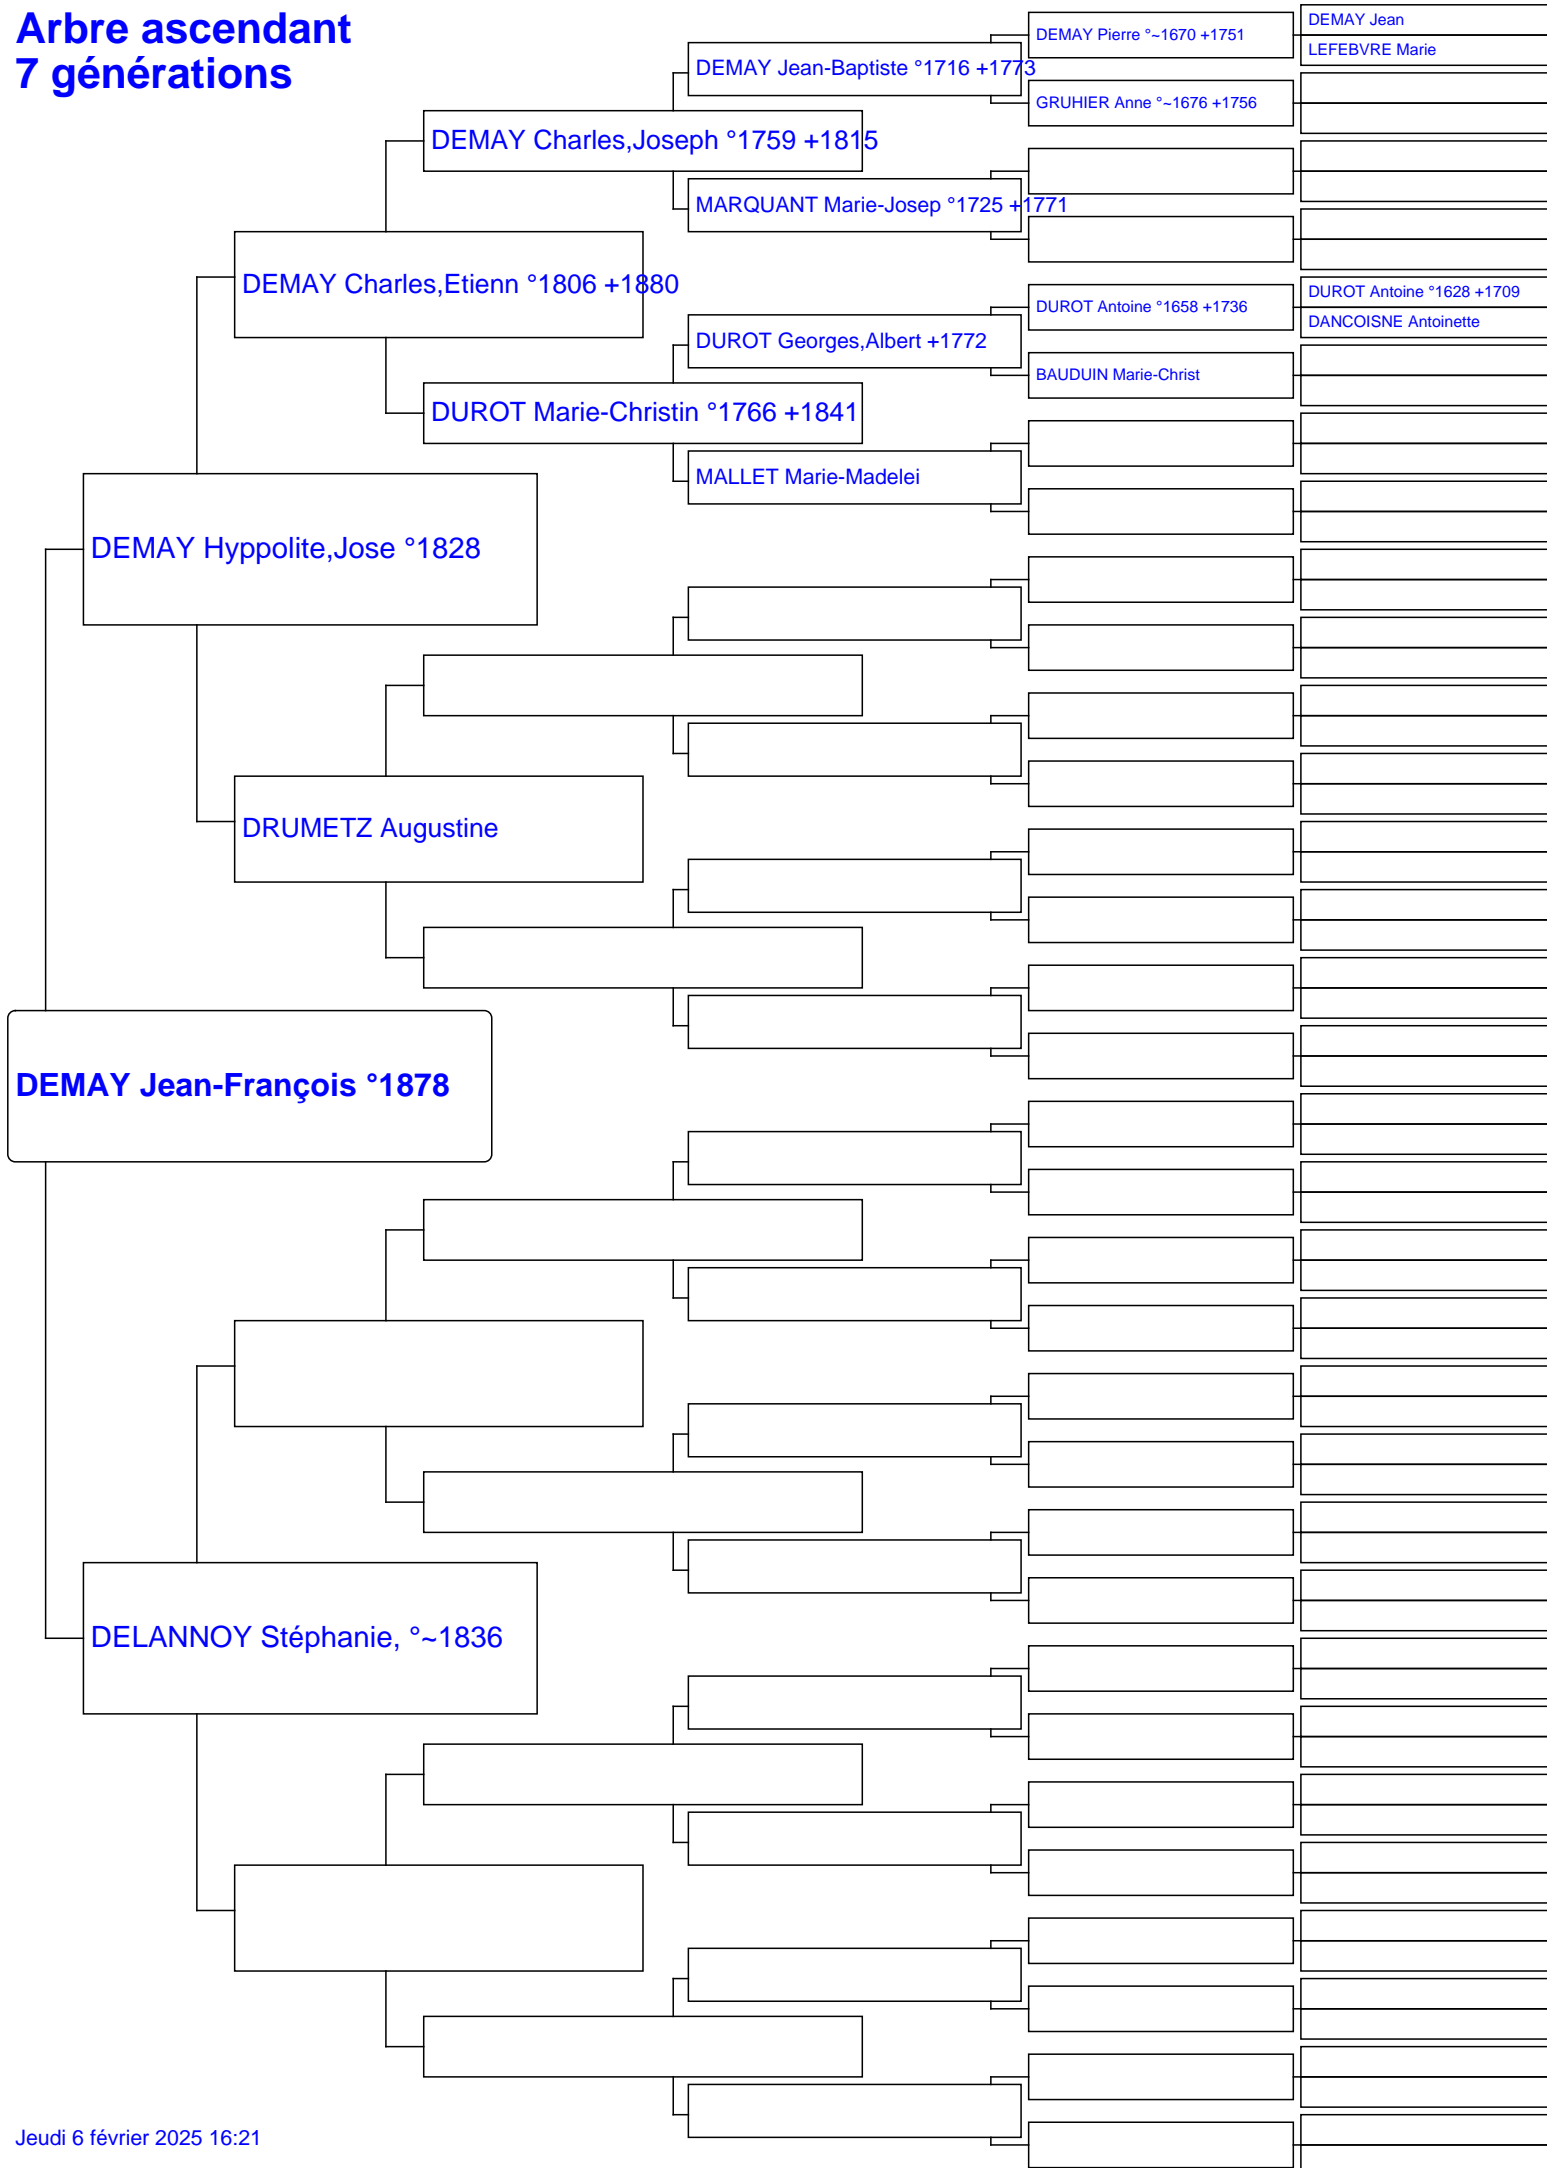 Arbre ascendant
7 générations
DEMAY Jean
DEMAY Pierre °~1670 +1751
LEFEBVRE Marie
DEMAY Jean-Baptiste °1716 +1773
GRUHIER Anne °~1676 +1756
DEMAY Charles,Joseph °1759 +1815
MARQUANT Marie-Josep °1725 +1771
DEMAY Charles,Etienn °1806 +1880
DUROT Antoine °1628 +1709
DUROT Antoine °1658 +1736
DANCOISNE Antoinette
DUROT Georges,Albert +1772
BAUDUIN Marie-Christ
DUROT Marie-Christin °1766 +1841
MALLET Marie-Madelei
DEMAY Hyppolite,Jose °1828
DRUMETZ Augustine
DEMAY Jean-François °1878
DELANNOY Stéphanie, °~1836
Jeudi 6 février 2025 16:21